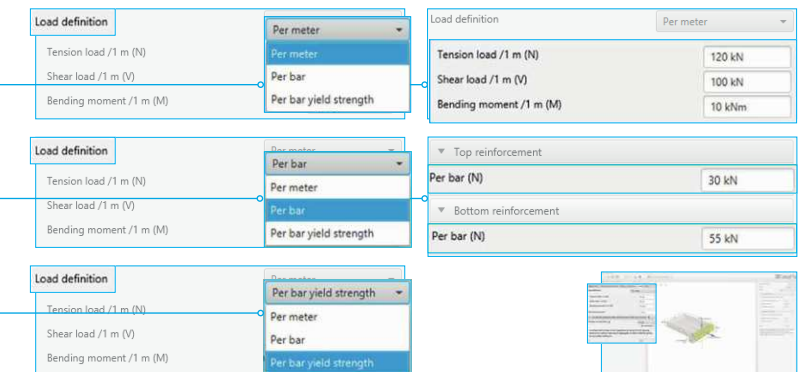 Load definition
Per meter
Per meter
Per bar
Per bar yield strength
Tension load /1 m (N)
Shear load /1 m (V)
Bending moment /1 m (M)
Load definition
Per meter
Tension load /1 m (N)
120 kN
Shear load /1 m (V)
100 kN
Bending moment /1 m (M)
10 kNm
Load definition
Per meter
Per bar
Per meter
Per bar
Per bar yield strength
Tension load /1 m (N)
Shear load /1 m (V)
Bending moment /1 m (M)
Top reinforcement
Per bar (N)
30 kN
Bottom reinforcement
Per bar (N)
55 kN
Load definition
Per meter
Per bar yield strength
Per meter
Per bar
Per bar yield strength
Tension load /1 m (N)
Shear load /1 m (V)
Bending moment /1 m (M)